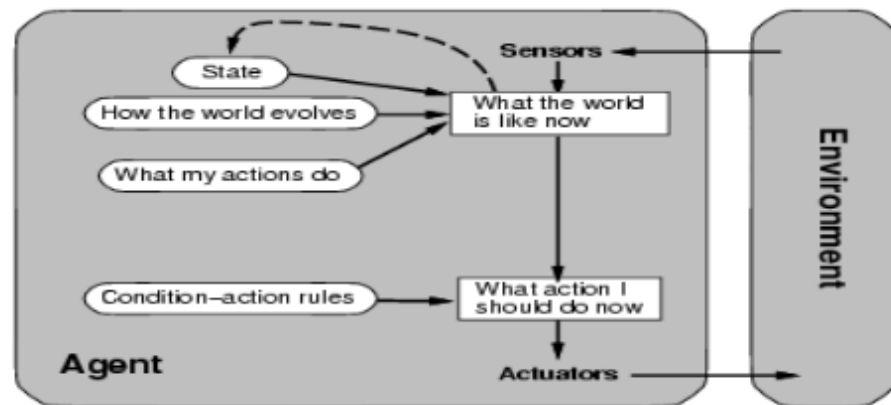 Sensors
State
What the world
is like now
How the world evolves
What my actions do
Condition-action rules
What action I
should do now
Agent
Actuators
Environment